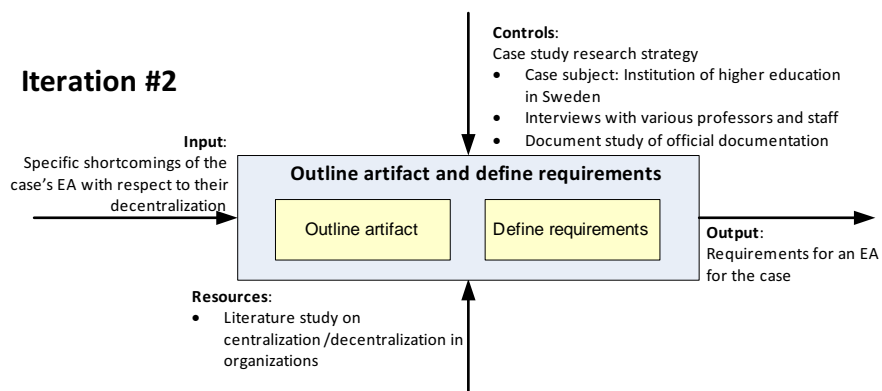 Iteration #2
Controls:
Case study research strategy
• Case subject: Institution of higher education
in Sweden
• Interviews with various professors and staff
• Document study of official documentation
Input:
Specific shortcomings of the
case's EA with respect to their
decentralization
Outline artifact and define requirements
Outline artifact
Define requirements
Output:
Requirements for an EA
for the case
Resources:
• Literature study on
centralization /decentralization in
organizations